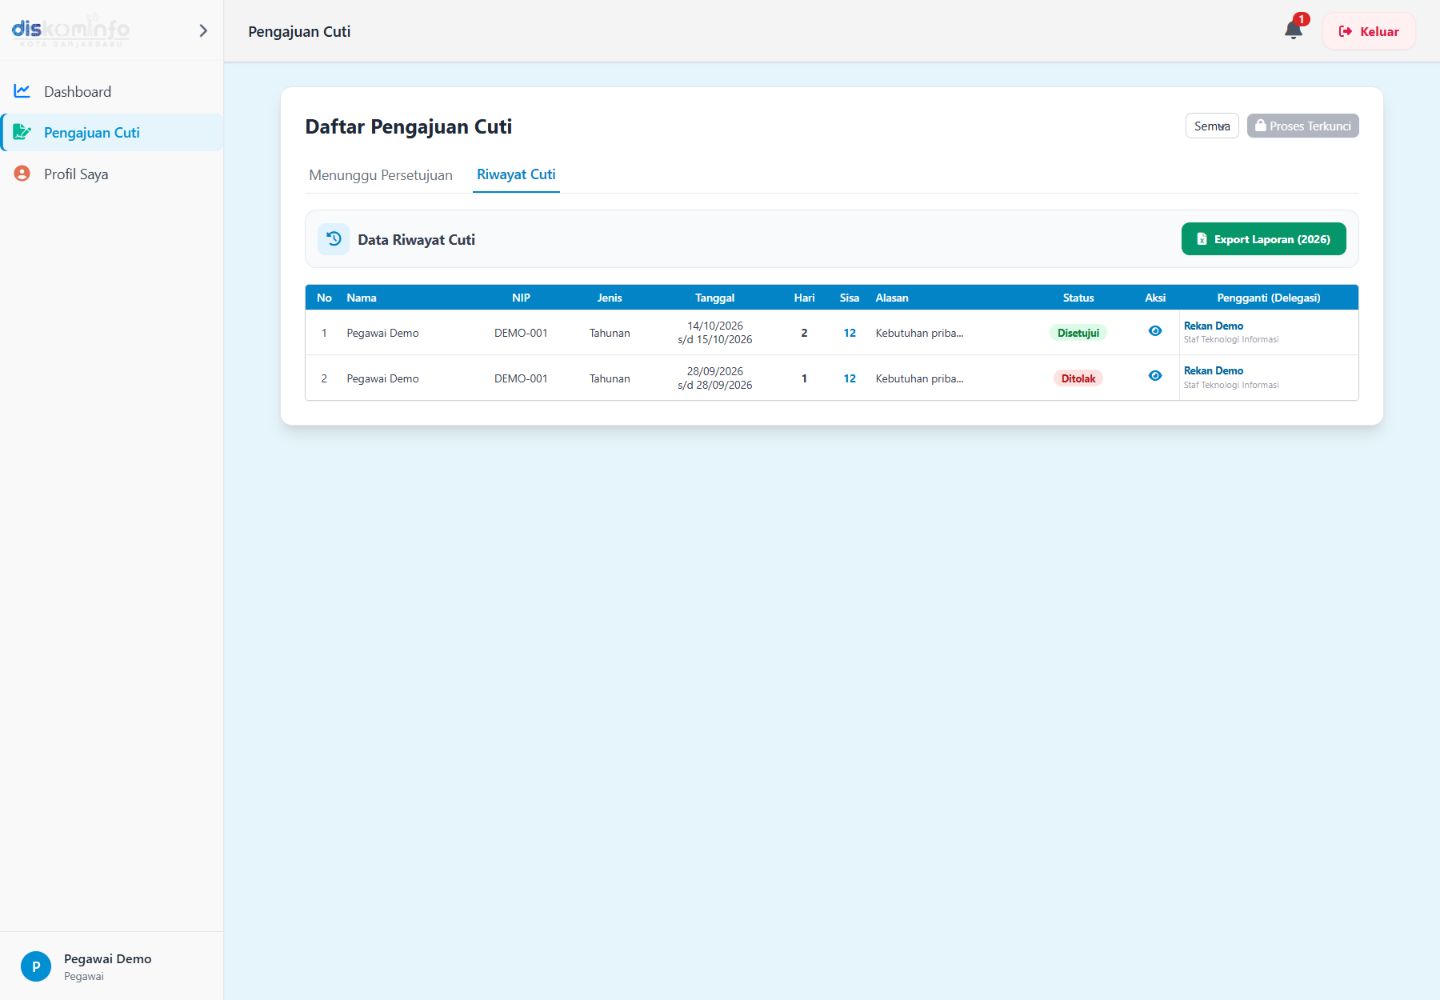 diskominfo
KOTA BANJARBARU
Pengajuan Cuti
1
Keluar
Dashboard
Pengajuan Cuti
Profil Saya
Daftar Pengajuan Cuti
Semua
Proses Terkunci
Menunggu Persetujuan
Riwayat Cuti
Data Riwayat Cuti
Export Laporan (2026)
No Nama NIP Jenis Tanggal Hari Sisa Alasan Status Aksi Pengganti (Delegasi)
1 Pegawai Demo DEMO-001 Tahunan 14/10/2026 s/d 15/10/2026 2 12 Kebutuhan priba... Disetujui Rekan Demo
Staf Teknologi Informasi
2 Pegawai Demo DEMO-001 Tahunan 28/09/2026 s/d 28/09/2026 1 12 Kebutuhan priba... Ditolak Rekan Demo
Staf Teknologi Informasi
P
Pegawai Demo
Pegawai